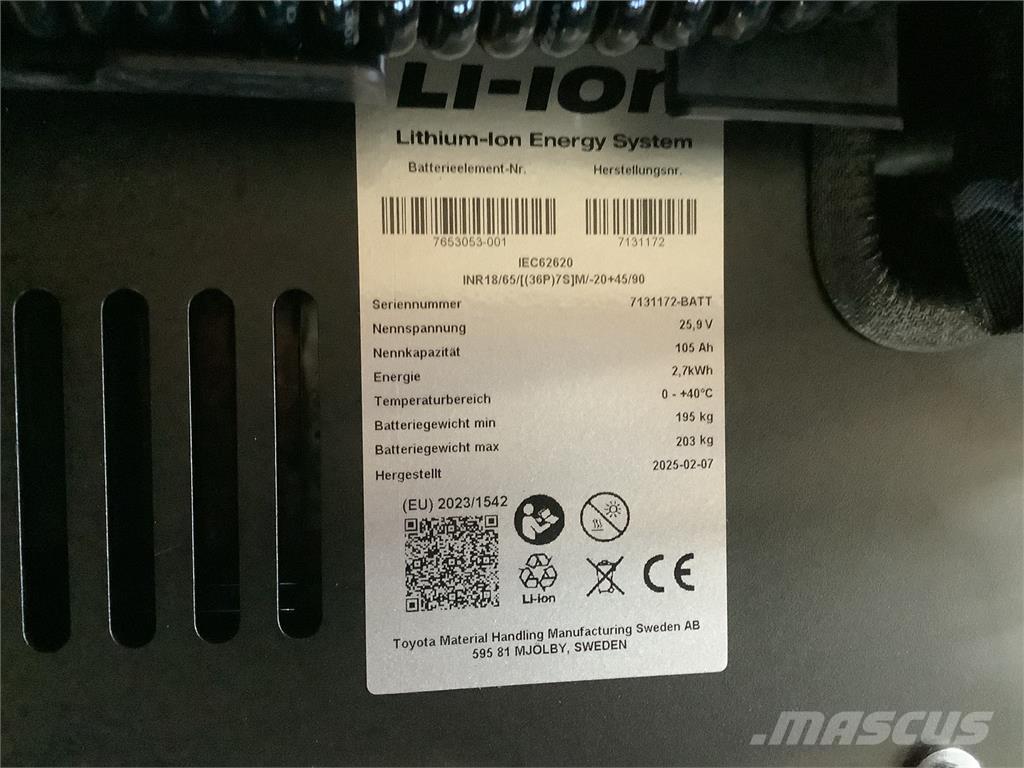 LI-ION
Lithium-Ion Energy System
Batterieelement-Nr. Herstellungsnr.
7653053-001 7131172
IEC62620
INR18/65/[(36P)7S]M/-20+45/90
Seriennummer 7131172-BATT
Nennspannung 25,9 V
Nennkapazität 105 Ah
Energie 2,7kWh
Temperaturbereich 0 - +40°C
Batteriegewicht min 195 kg
Batteriegewicht max 203 kg
Hergestellt 2025-02-07
(EU) 2023/1542
Li-ion
CE
Toyota Material Handling Manufacturing Sweden AB
595 81 MJÖLBY, SWEDEN
.MASCUS